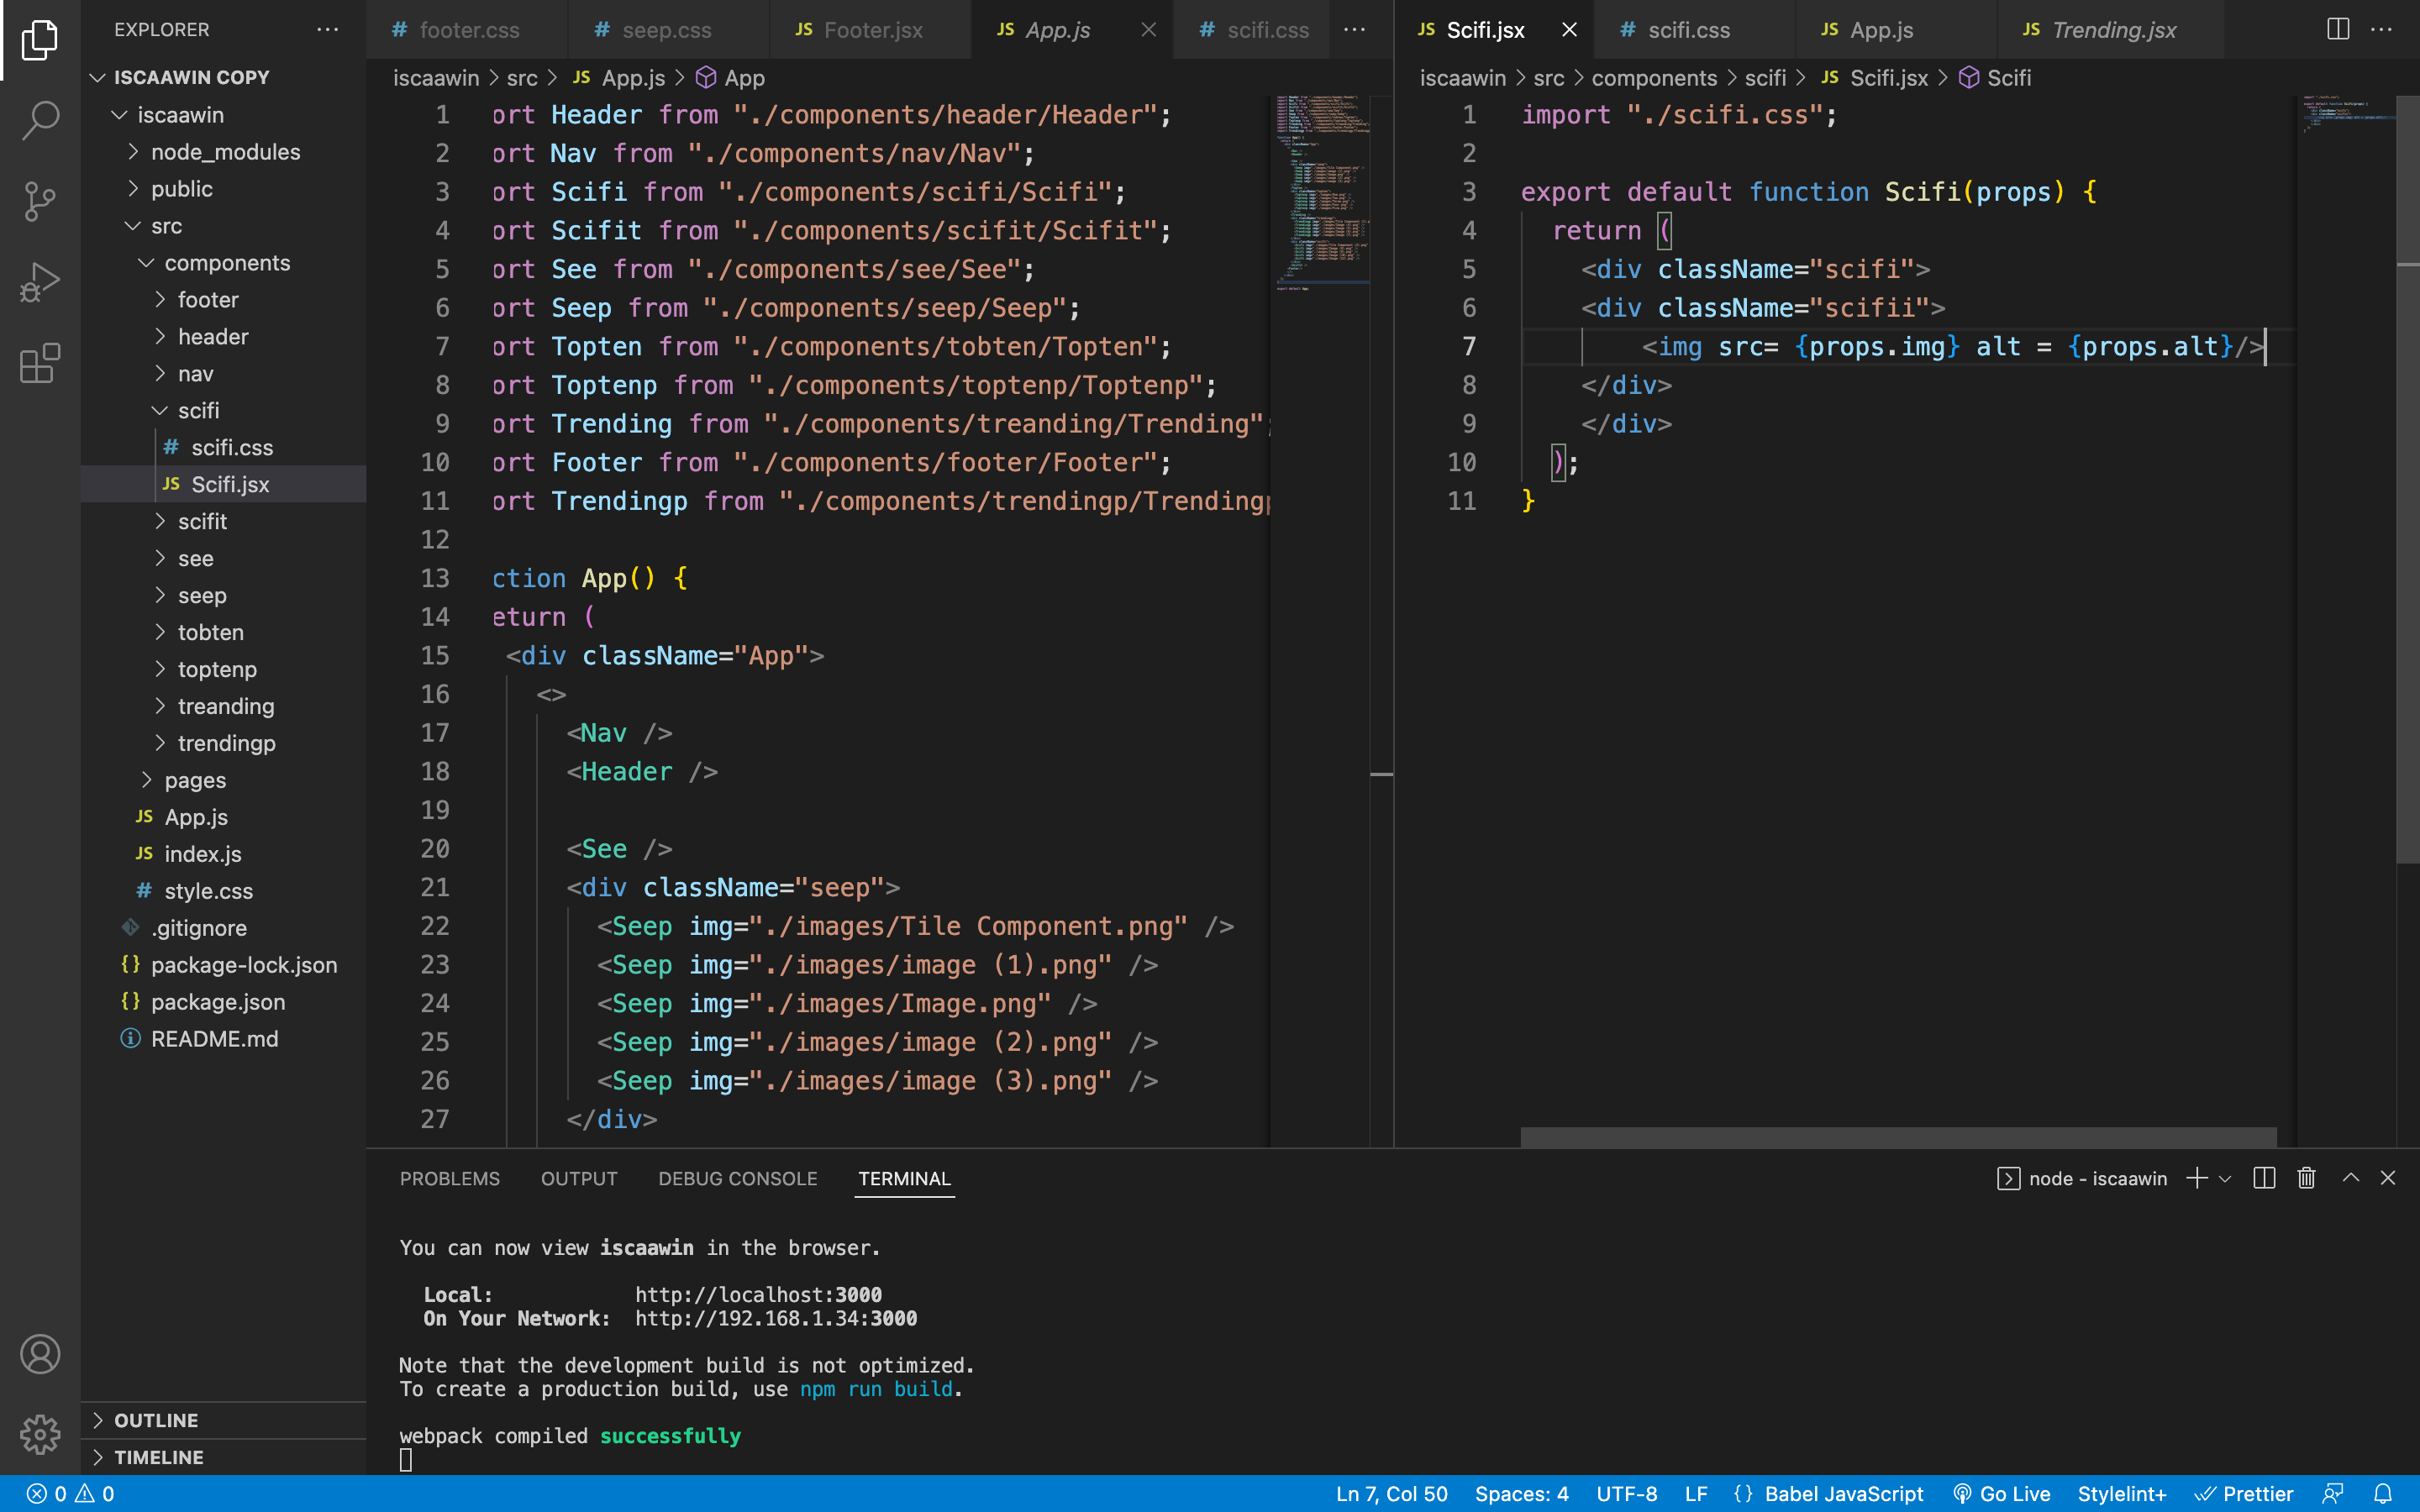 EXPLORER
ISCAAWIN COPY
iscaawin
node_modules
public
src
components
footer
header
nav
scifi
# scifi.css
JS Scifi.jsx
scifit
see
seep
tobten
toptenp
treanding
trendingp
pages
JS App.js
JS index.js
# style.css
.gitignore
{} package-lock.json
{} package.json
README.md
OUTLINE
TIMELINE
# footer.css # seep.css JS Footer.jsx JS App.js # scifi.css ...
iscaawin > src > JS App.js > App
1 ort Header from "./components/header/Header";
2 ort Nav from "./components/nav/Nav";
3 ort Scifi from "./components/scifi/Scifi";
4 ort Scifit from "./components/scifit/Scifit";
5 ort See from "./components/see/See";
6 ort Seep from "./components/seep/Seep";
7 ort Topten from "./components/tobten/Topten";
8 ort Toptenp from "./components/toptenp/Toptenp";
9 ort Trending from "./components/treanding/Trending";
10 ort Footer from "./components/footer/Footer";
11 ort Trendingp from "./components/trendingp/Trendingp
12
13 ction App() {
14 eturn (
15 <div className="App">
16 <>
17 <Nav />
18 <Header />
19
20 <See />
21 <div className="seep">
22 <Seep img="./images/Tile Component.png" />
23 <Seep img="./images/image (1).png" />
24 <Seep img="./images/Image.png" />
25 <Seep img="./images/image (2).png" />
26 <Seep img="./images/image (3).png" />
27 </div>
JS Scifi.jsx # scifi.css JS App.js JS Trending.jsx
iscaawin > src > components > scifi > JS Scifi.jsx > Scifi
1 import "./scifi.css";
2
3 export default function Scifi(props) {
4 return (
5 <div className="scifi">
6 <div className="scifii">
7 <img src= {props.img} alt = {props.alt}/>
8 </div>
9 </div>
10 );
11 }
PROBLEMS OUTPUT DEBUG CONSOLE TERMINAL
node - iscaawin
You can now view iscaawin in the browser.
Local: http://localhost:3000
On Your Network: http://192.168.1.34:3000
Note that the development build is not optimized.
To create a production build, use npm run build.
webpack compiled successfully
0 0
Ln 7, Col 50 Spaces: 4 UTF-8 LF {} Babel JavaScript Go Live Stylelint+ Prettier